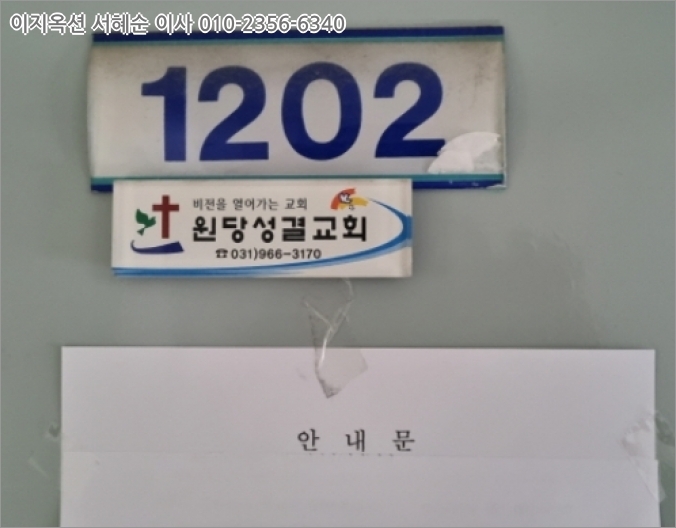 이지옥션 서혜순 이사 010-2356-6340
1202
비전을 열어가는 교회
원당성결교회
☎031)966-3170
안 내 문